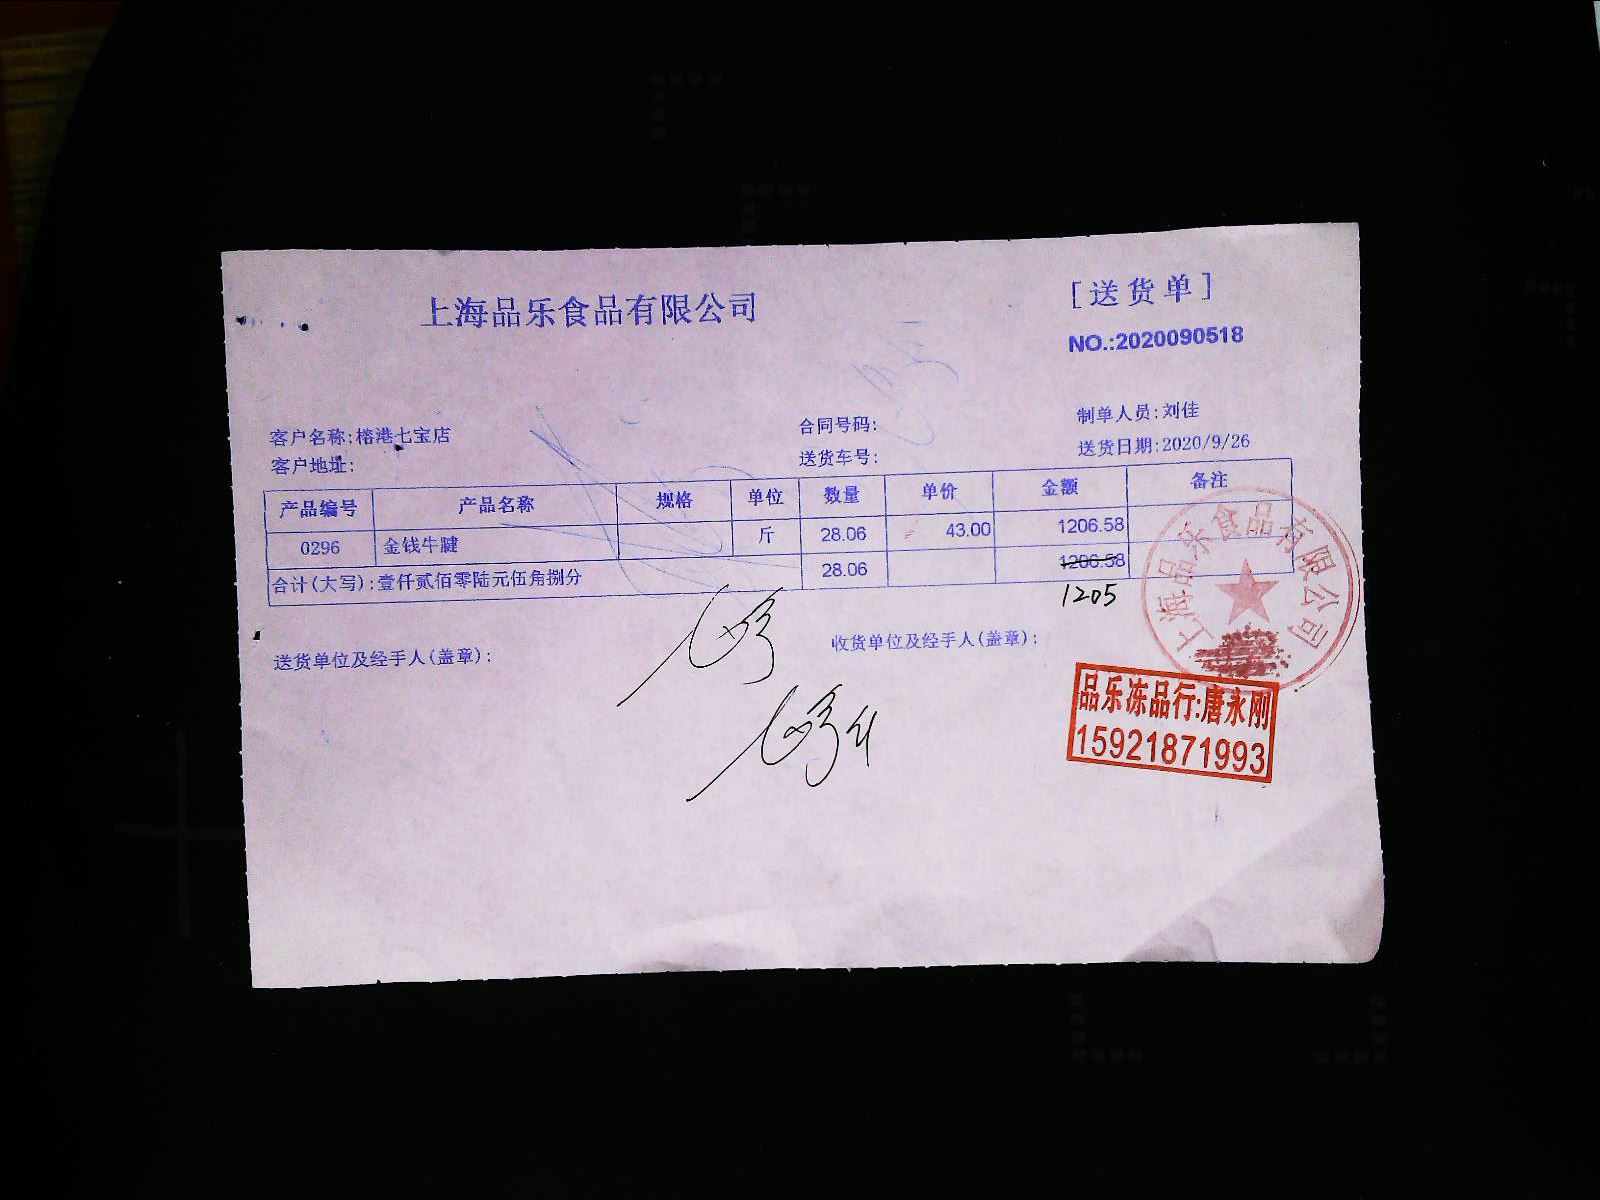 上海品乐食品有限公司
[送货单]
NO.:2020090518
客户名称:榕港七宝店
合同号码:
制单人员:刘佳
客户地址:
送货车号:
送货日期:2020/9/26
产品编号 产品名称 规格 单位 数量 单价 金额 备注
0296 金钱牛腱 斤 28.06 43.00 1206.58
合计(大写):壹仟贰佰零陆元伍角捌分 28.06 1206.58
1205
送货单位及经手人(盖章):
收货单位及经手人(盖章):
上海品乐食品有限公司
品乐冻品行:唐永刚
15921871993